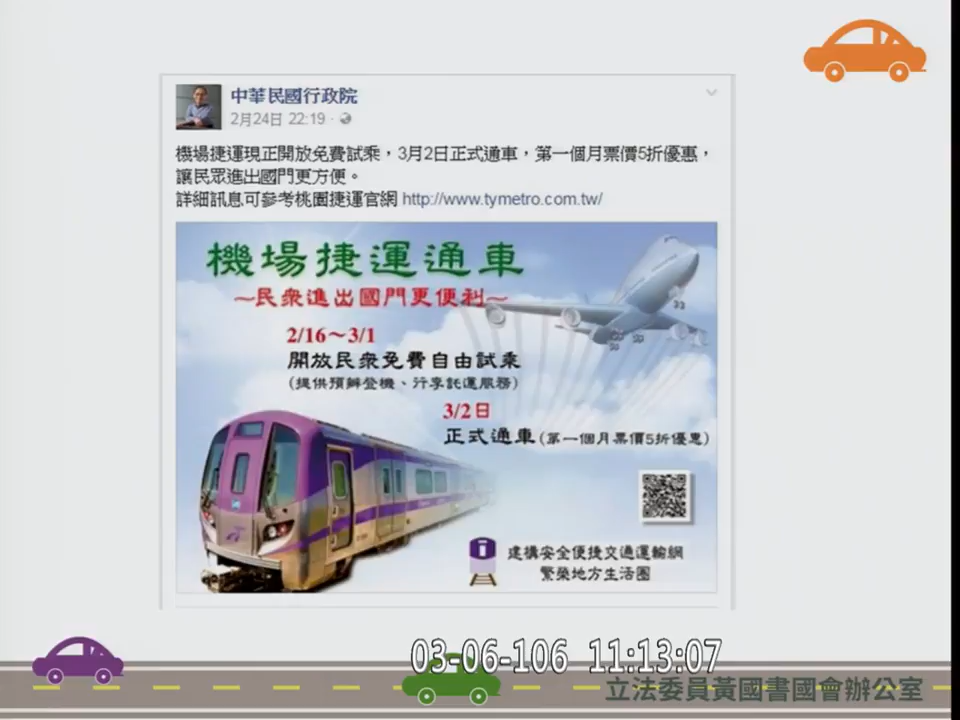 中華民國行政院
2月24日 22:19 ·
機場捷運現正開放免費試乘，3月2日正式通車，第一個月票價5折優惠，
讓民眾進出國門更方便。
詳細訊息可參考桃園捷運官網 http://www.tymetro.com.tw/
機場捷運通車
～民眾進出國門更便利～
2/16～3/1
開放民眾免費自由試乘
(提供預辦登機、行李託運服務)
3/2日
正式通車(第一個月票價5折優惠)
建構安全便捷交通運輸網
繁榮地方生活圈
03-06-106 11:13:07
立法委員黃國書國會辦公室